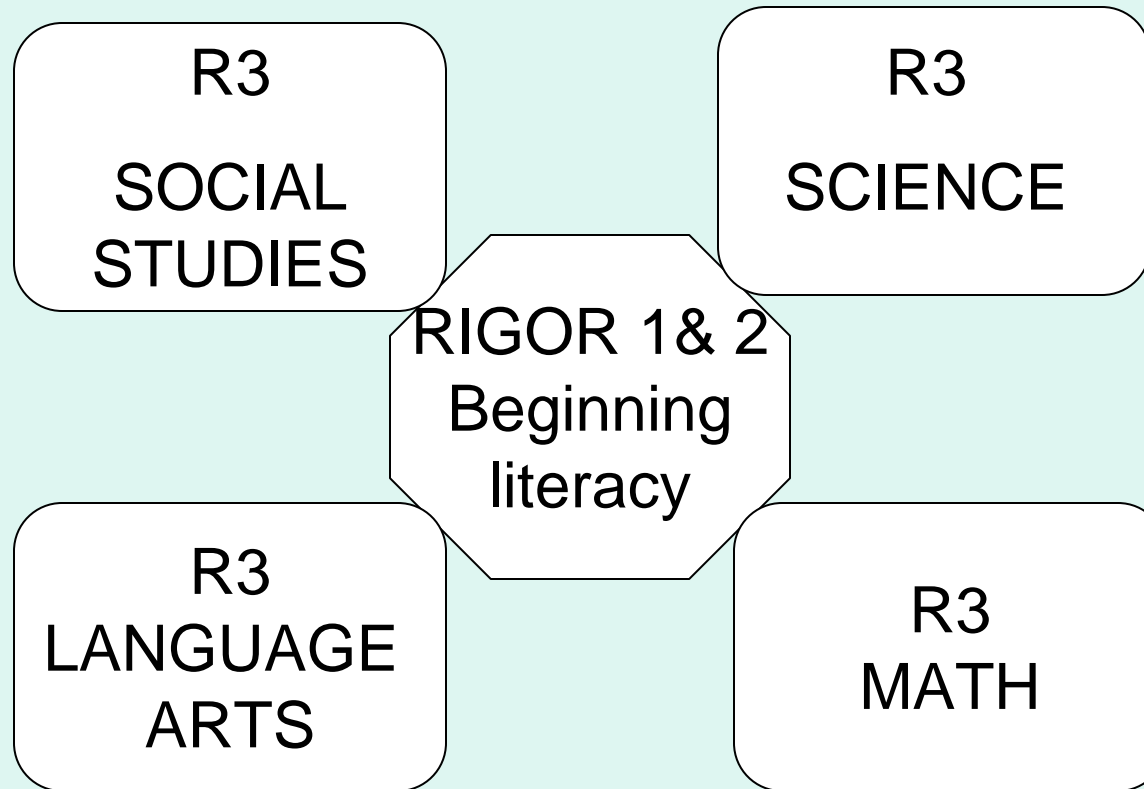 R3
SOCIAL
STUDIES
R3
SCIENCE
RIGOR 1& 2
Beginning
literacy
R3
LANGUAGE
ARTS
R3
MATH